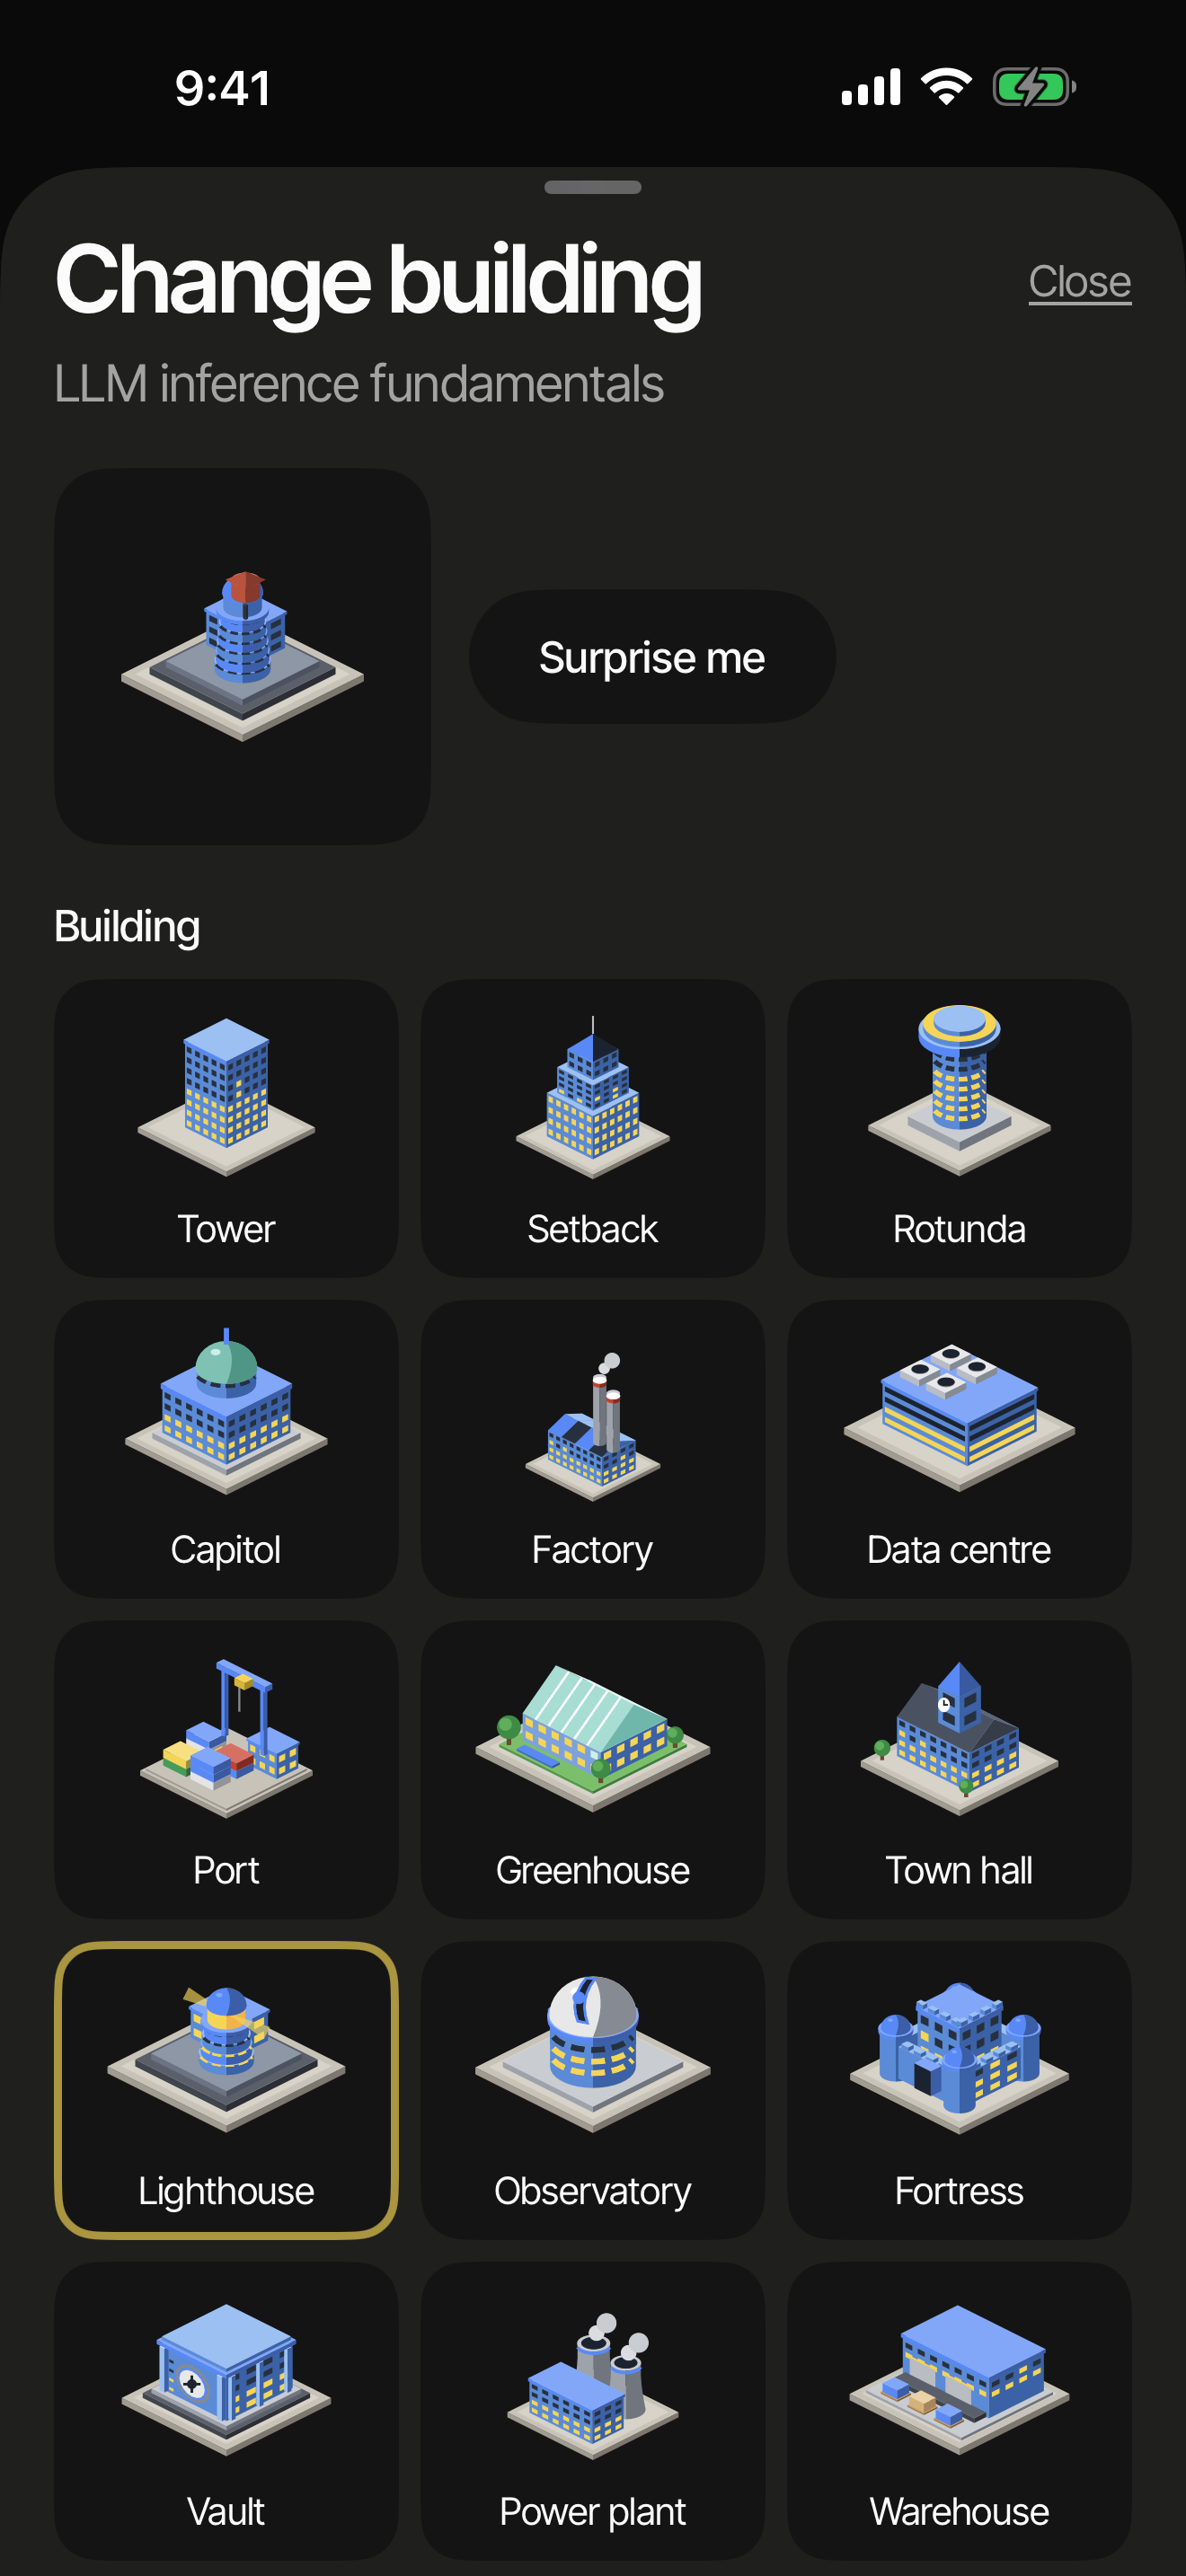 9:41
Change building
Close
LLM inference fundamentals
Surprise me
Building
Tower
Setback
Rotunda
Capitol
Factory
Data centre
Port
Greenhouse
Town hall
Lighthouse
Observatory
Fortress
Vault
Power plant
Warehouse